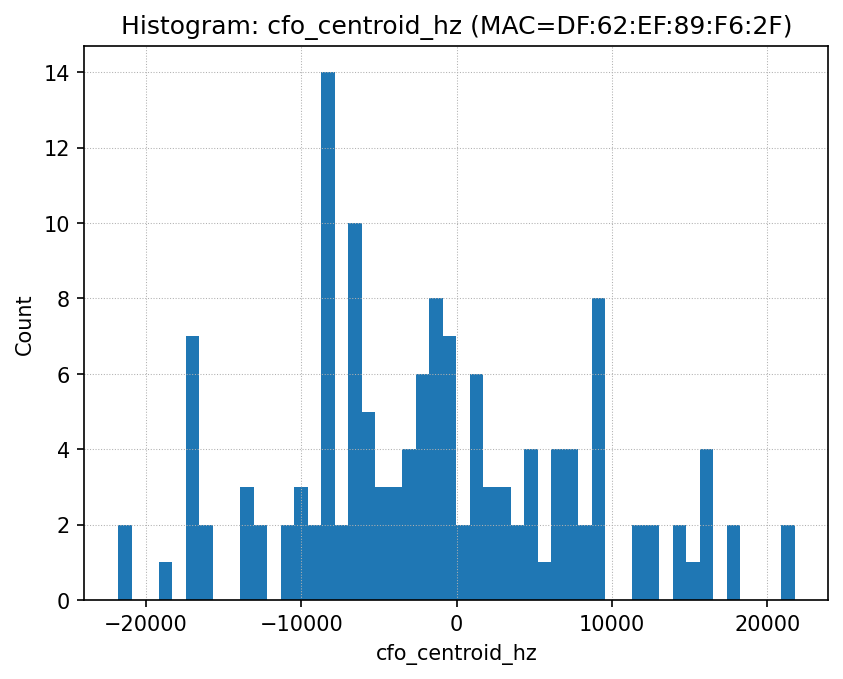 Histogram: cfo_centroid_hz (MAC=DF:62:EF:89:F6:2F)
14
12
10
8
6
4
2
0
Count
−20000 −10000 0 10000 20000
cfo_centroid_hz